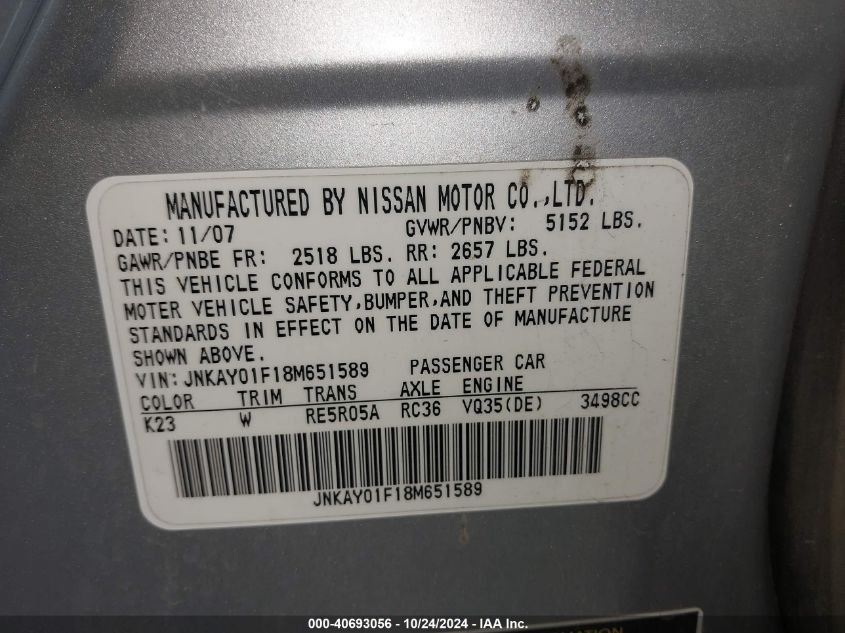 MANUFACTURED BY NISSAN MOTOR CO.,LTD.
DATE: 11/07 GVWR/PNBV: 5152 LBS.
GAWR/PNBE FR: 2518 LBS. RR: 2657 LBS.
THIS VEHICLE CONFORMS TO ALL APPLICABLE FEDERAL
MOTER VEHICLE SAFETY,BUMPER,AND THEFT PREVENTION
STANDARDS IN EFFECT ON THE DATE OF MANUFACTURE
SHOWN ABOVE.
VIN: JNKAY01F18M651589 PASSENGER CAR
COLOR TRIM TRANS AXLE ENGINE
K23 W RE5R05A RC36 VQ35(DE) 3498CC
JNKAY01F18M651589
000-40693056 - 10/24/2024 - IAA Inc.